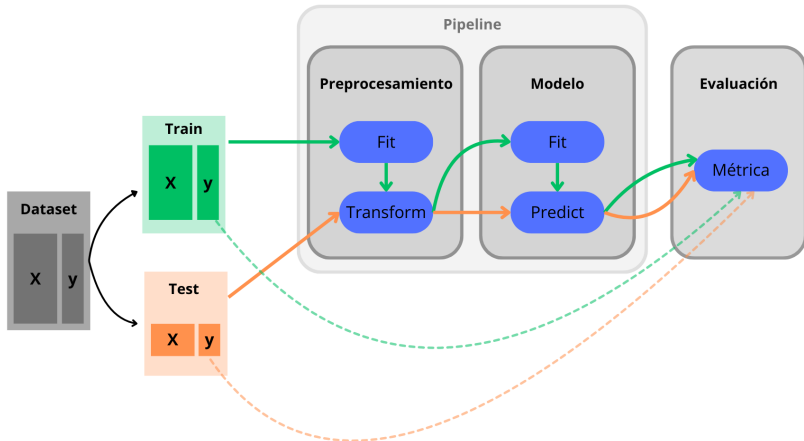 Pipeline
Preprocesamiento
Modelo
Evaluación
Train
X
y
Fit
Fit
Métrica
Dataset
X
y
Transform
Predict
Test
X
y